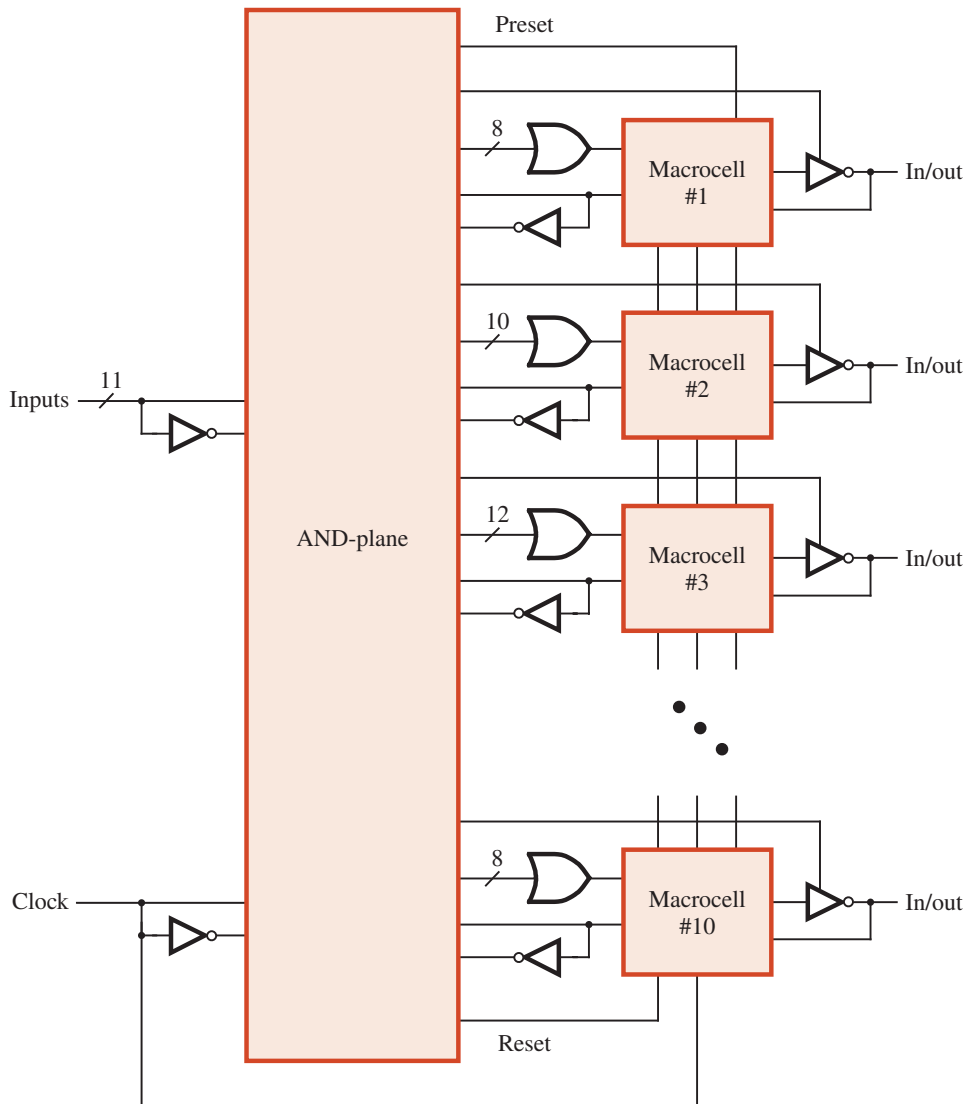 Preset
8
Macrocell
#1
In/out
10
Macrocell
#2
In/out
11
Inputs
12
Macrocell
#3
In/out
AND-plane
8
Macrocell
#10
In/out
Clock
Reset